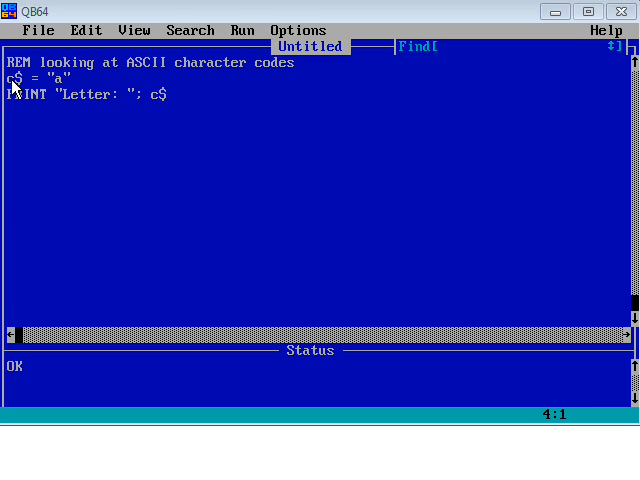 QB64
File Edit View Search Run Options Help
Untitled Find[ ↕]
REM looking at ASCII character codes
c$ = "a"
PRINT "Letter: "; c$
Status
OK
4:1